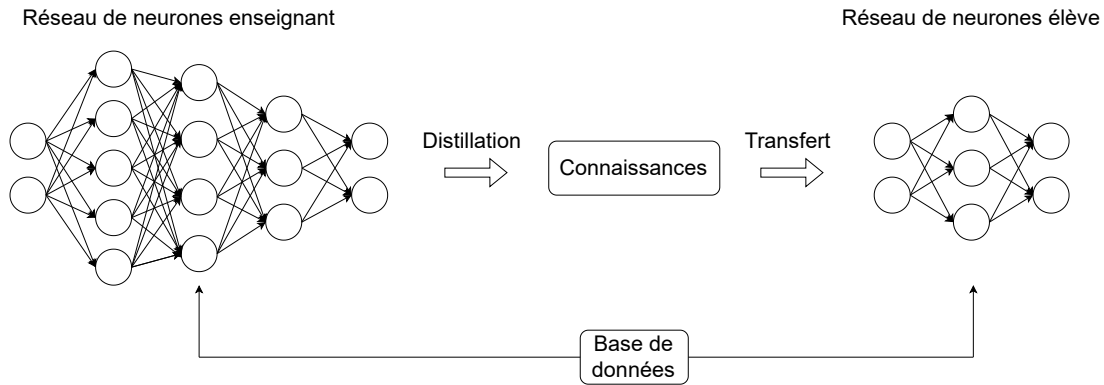 Réseau de neurones enseignant
Réseau de neurones élève
Distillation
Connaissances
Transfert
Base de
données